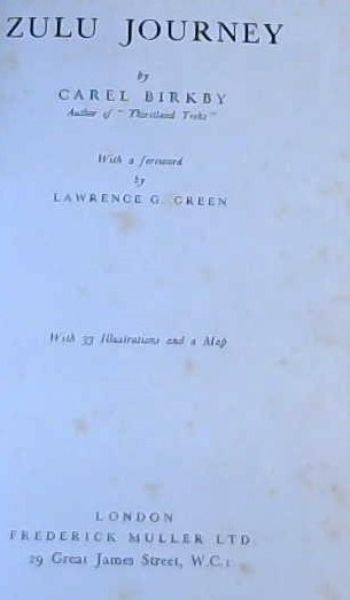 ZULU JOURNEY
by
CAREL BIRKBY
Author of "Thirstland Treks"
With a foreword
by
LAWRENCE G. GREEN
With 33 Illustrations and a Map
LONDON
FREDERICK MULLER LTD.
29 Great James Street, W.C.1